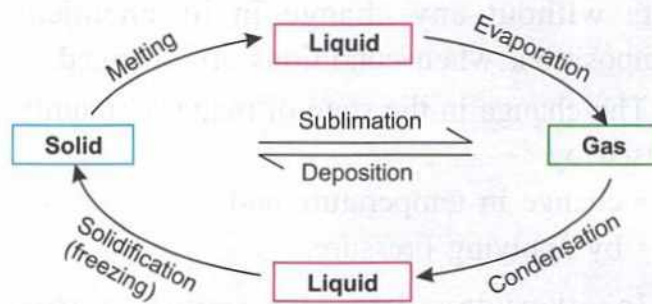 Liquid
Melting
Evaporation
Sublimation
Solid
Gas
Deposition
Solidification
(freezing)
Condensation
Liquid